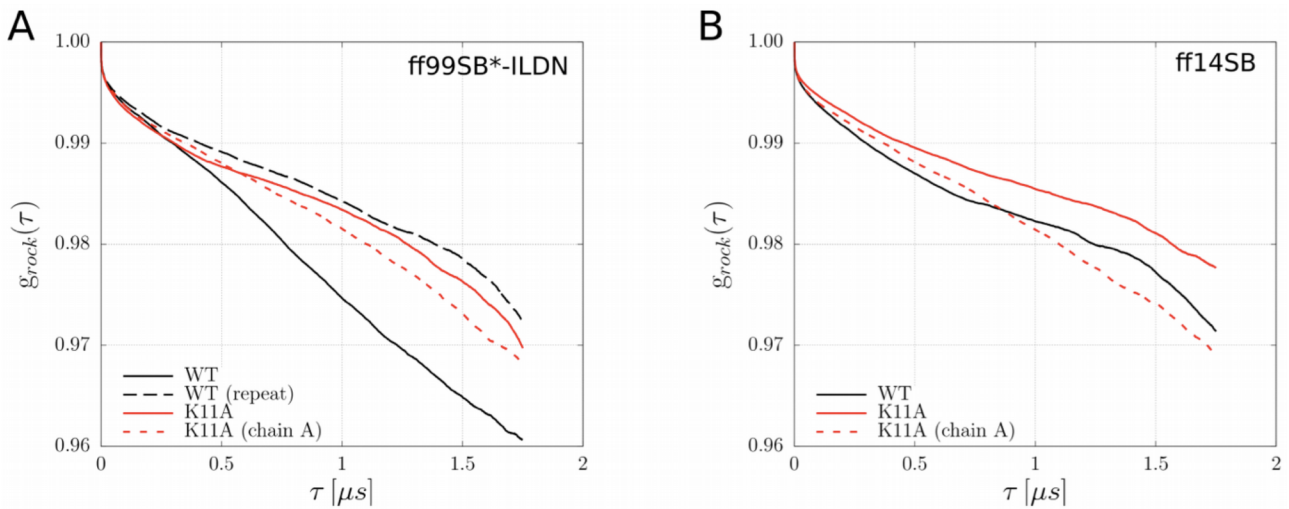 A
ff99SB*-ILDN
1.00
0.99
0.98
0.97
0.96
g_rock(τ)
WT
WT (repeat)
K11A
K11A (chain A)
0 0.5 1 1.5 2
τ [μs]
B
ff14SB
1.00
0.99
0.98
0.97
0.96
g_rock(τ)
WT
K11A
K11A (chain A)
0 0.5 1 1.5 2
τ [μs]